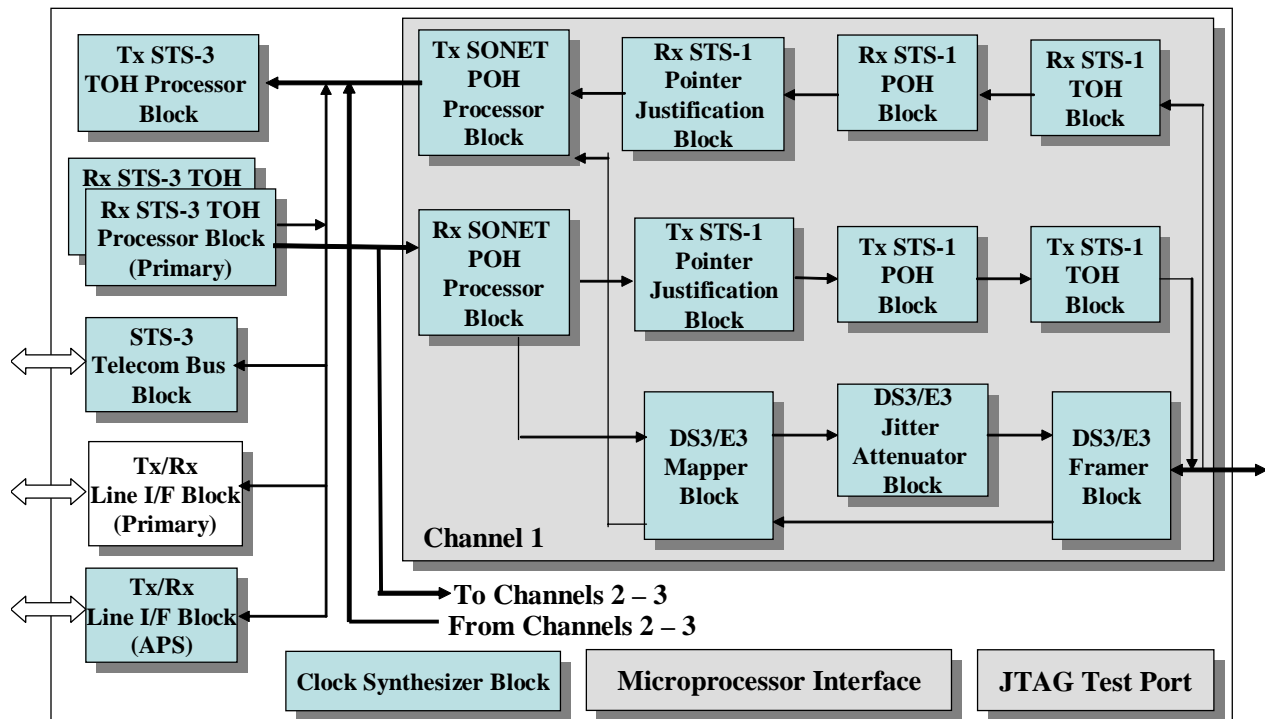 Tx STS-3
TOH Processor
Block
Rx STS-3 TOH
Rx STS-3 TOH
Processor Block
(Primary)
STS-3
Telecom Bus
Block
Tx/Rx
Line I/F Block
(Primary)
Tx/Rx
Line I/F Block
(APS)
Tx SONET
POH
Processor
Block
Rx STS-1
Pointer
Justification
Block
Rx STS-1
POH
Block
Rx STS-1
TOH
Block
Rx SONET
POH
Processor
Block
Tx STS-1
Pointer
Justification
Block
Tx STS-1
POH
Block
Tx STS-1
TOH
Block
DS3/E3
Mapper
Block
DS3/E3
Jitter
Attenuator
Block
DS3/E3
Framer
Block
Channel 1
To Channels 2 – 3
From Channels 2 – 3
Clock Synthesizer Block
Microprocessor Interface
JTAG Test Port